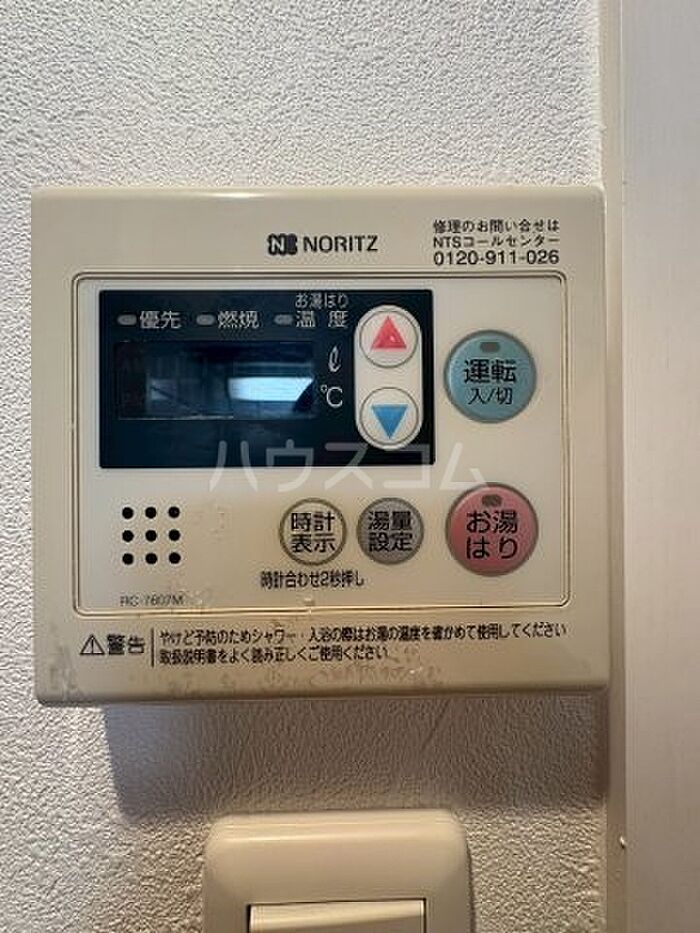 NORITZ
修理のお問い合せは
NTSコールセンター
0120-911-026
お湯はり
優先 燃焼 温度
ℓ
℃
運転
入/切
ハウスコム
時計
表示
湯量
設定
お湯
はり
時計合わせ2秒押し
RC-7607M
警告
やけど予防のためシャワー・入浴の際はお湯の温度を確かめて使用してください
取扱説明書をよく読み正しくご使用ください